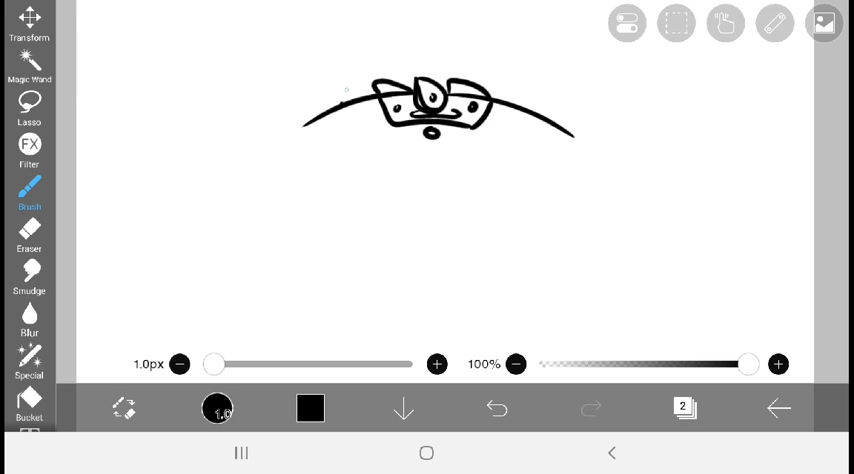 Transform
Magic Wand
Lasso
FX
Filter
Brush
Eraser
Smudge
Blur
Special
Bucket
1.0px
100%
1.0
2